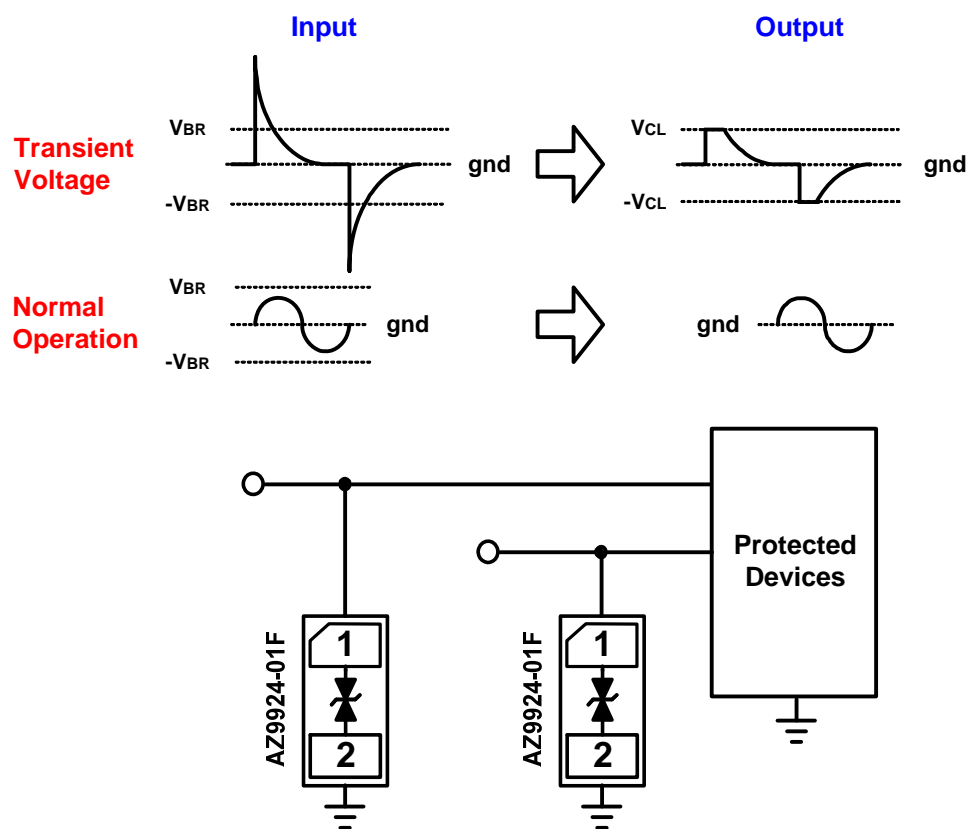 Input
Output
VBR
VCL
Transient
Voltage
gnd
gnd
-VBR
-VCL
VBR
Normal
Operation
gnd
gnd
-VBR
Protected
Devices
AZ9924-01F
1
2
AZ9924-01F
1
2